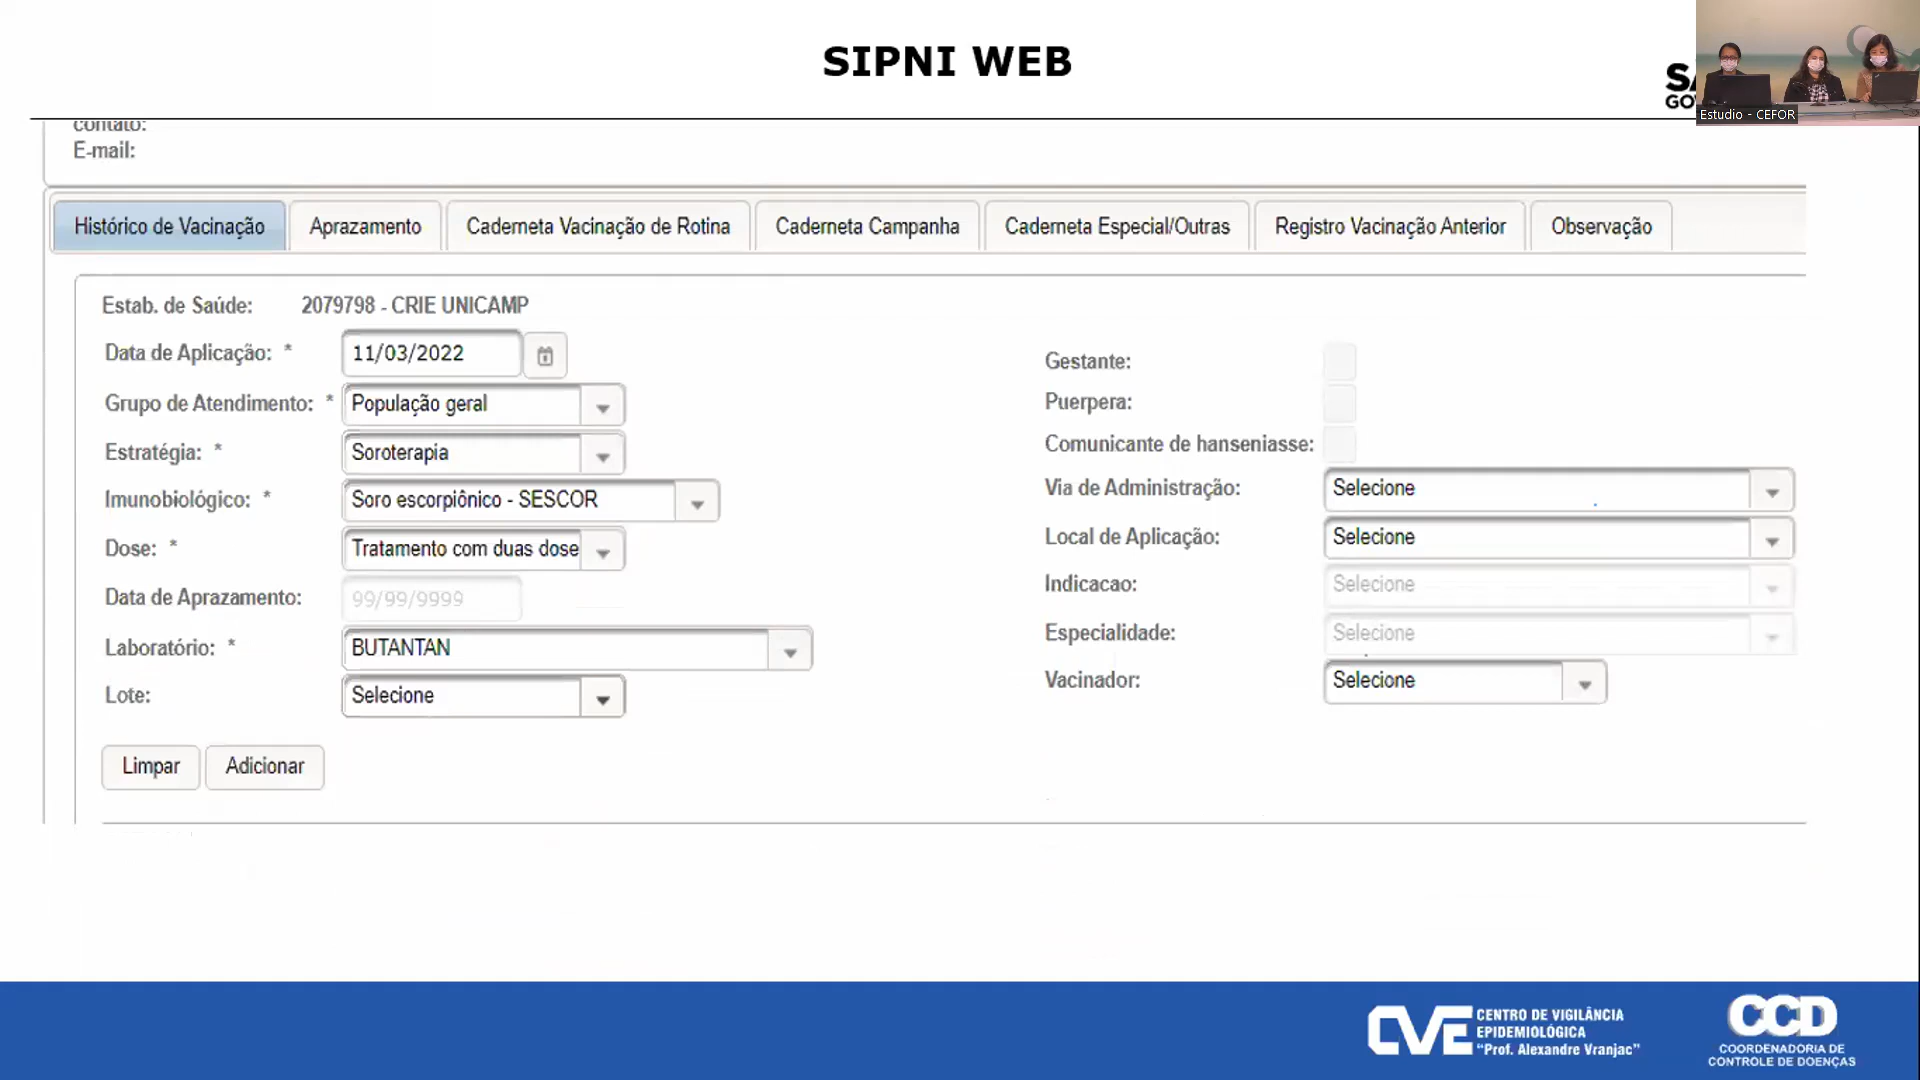 SIPNI WEB
Estudio - CEFOR
contato:
E-mail:
Histórico de Vacinação Aprazamento Caderneta Vacinação de Rotina Caderneta Campanha Caderneta Especial/Outras Registro Vacinação Anterior Observação
Estab. de Saúde: 2079798 - CRIE UNICAMP
Data de Aplicação: * 11/03/2022
Grupo de Atendimento: * População geral
Estratégia: * Soroterapia
Imunobiológico: * Soro escorpiônico - SESCOR
Dose: * Tratamento com duas dose
Data de Aprazamento: 99/99/9999
Laboratório: * BUTANTAN
Lote: Selecione
Limpar Adicionar
Gestante:
Puerpera:
Comunicante de hanseniasse:
Via de Administração: Selecione
Local de Aplicação: Selecione
Indicacao: Selecione
Especialidade: Selecione
Vacinador: Selecione
CVE CENTRO DE VIGILÂNCIA
EPIDEMIOLÓGICA
"Prof. Alexandre Vranjac"
CCD
COORDENADORIA DE
CONTROLE DE DOENÇAS